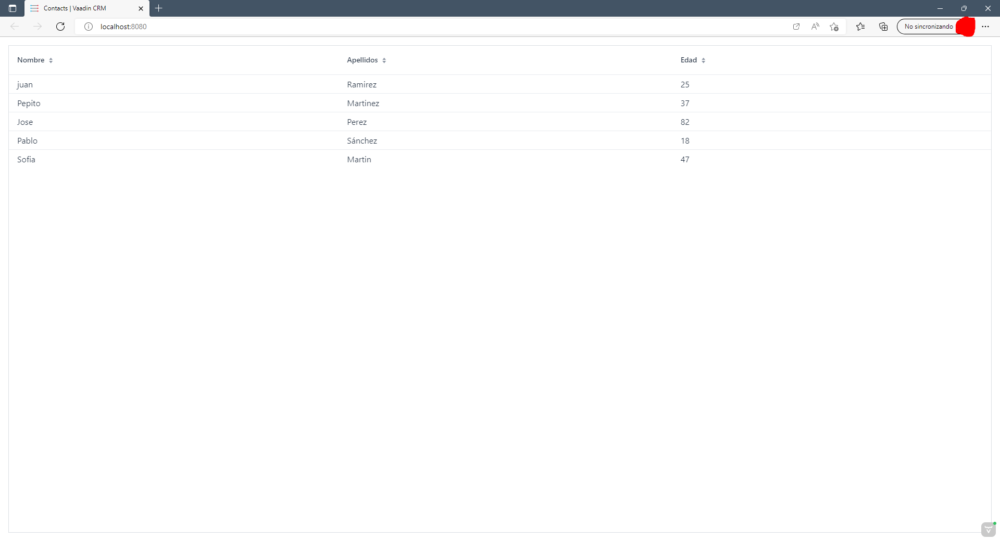 Contacts | Vaadin CRM
localhost:8080
No sincronizando
Nombre Apellidos Edad
juan Ramirez 25
Pepito Martinez 37
Jose Perez 82
Pablo Sánchez 18
Sofia Martin 47